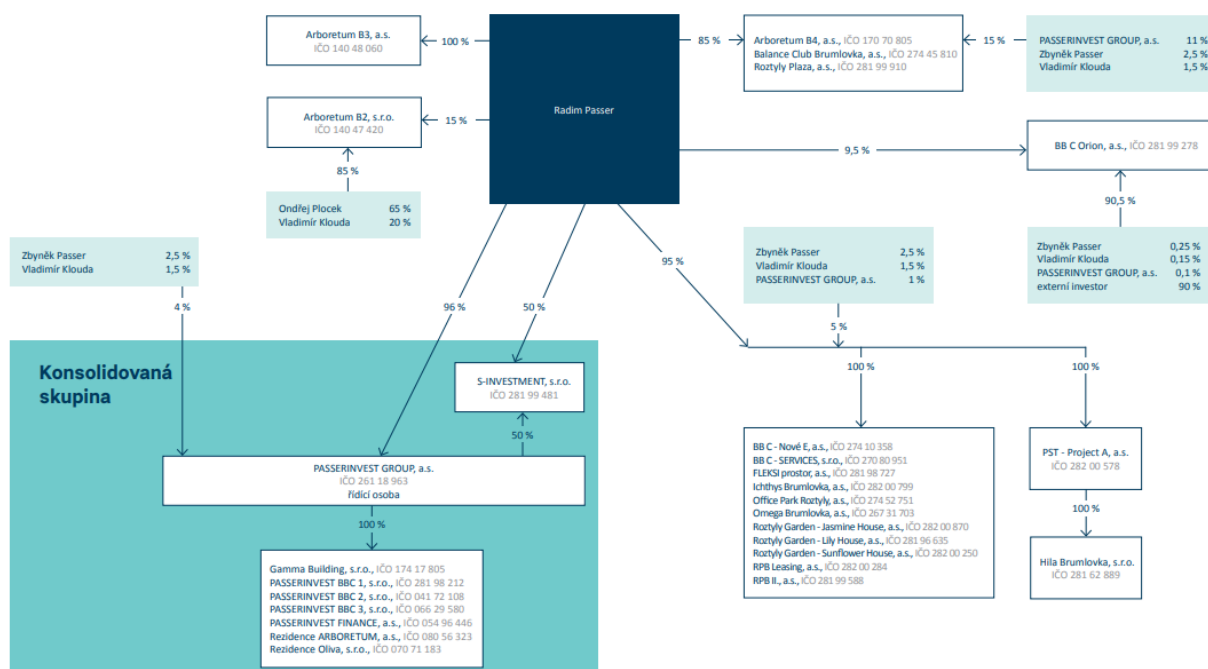 Arboretum B3, a.s.
IČO 140 48 060
100 %
Radim Passer
85 %
Arboretum B4, a.s., IČO 170 70 805
Balance Club Brumlovka, a.s., IČO 274 45 810
Roztyly Plaza, a.s., IČO 281 99 910
15 %
PASSERINVEST GROUP, a.s. 11 %
Zbyněk Passer 2,5 %
Vladimír Klouda 1,5 %
Arboretum B2, s.r.o.
IČO 140 47 420
15 %
85 %
Ondřej Plocek 65 %
Vladimír Klouda 20 %
9,5 %
BB C Orion, a.s., IČO 281 99 278
90,5 %
Zbyněk Passer 0,25 %
Vladimír Klouda 0,15 %
PASSERINVEST GROUP, a.s. 0,1 %
externí investor 90 %
Zbyněk Passer 2,5 %
Vladimír Klouda 1,5 %
4 %
96 %
50 %
95 %
Zbyněk Passer 2,5 %
Vladimír Klouda 1,5 %
PASSERINVEST GROUP, a.s. 1 %
5 %
100 %
100 %
Konsolidovaná
skupina
S-INVESTMENT, s.r.o.
IČO 281 99 481
50 %
PASSERINVEST GROUP, a.s.
IČO 261 18 963
řídící osoba
100 %
Gamma Building, s.r.o., IČO 174 17 805
PASSERINVEST BBC 1, s.r.o., IČO 281 98 212
PASSERINVEST BBC 2, s.r.o., IČO 041 72 108
PASSERINVEST BBC 3, s.r.o., IČO 066 29 580
PASSERINVEST FINANCE, a.s., IČO 054 96 446
Rezidence ARBORETUM, a.s., IČO 080 56 323
Rezidence Oliva, s.r.o., IČO 070 71 183
BB C - Nové E, a.s., IČO 274 10 358
BB C - SERVICES, s.r.o., IČO 270 80 951
FLEKSI prostor, a.s., IČO 281 98 727
Ichthys Brumlovka, a.s., IČO 282 00 799
Office Park Roztyly, a.s., IČO 274 52 751
Omega Brumlovka, a.s., IČO 267 31 703
Roztyly Garden - Jasmine House, a.s., IČO 282 00 870
Roztyly Garden - Lily House, a.s., IČO 281 96 635
Roztyly Garden - Sunflower House, a.s., IČO 282 00 250
RPB Leasing, a.s., IČO 282 00 284
RPB II., a.s., IČO 281 99 588
PST - Project A, a.s.
IČO 282 00 578
100 %
Hila Brumlovka, s.r.o.
IČO 281 62 889